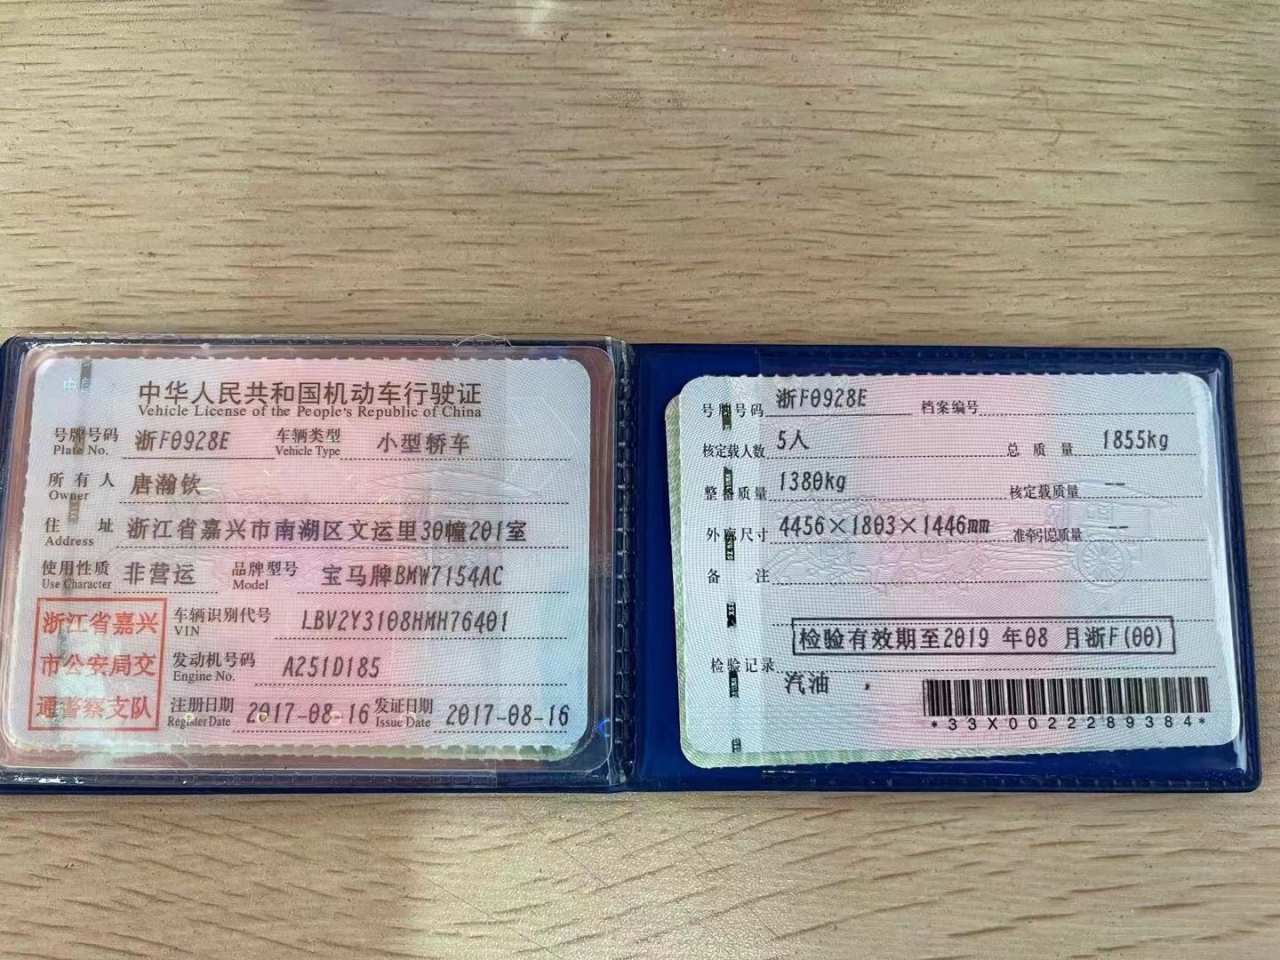 中华人民共和国机动车行驶证
Vehicle License of the People's Republic of China
号牌号码 浙F0928E 车辆类型 小型轿车
Plate No. Vehicle Type
所有人 唐瀚钦
Owner
住址 浙江省嘉兴市南湖区文运里30幢201室
Address
使用性质 非营运 品牌型号 宝马牌BMW7154AC
Use Character Model
浙江省嘉兴
市公安局交
通警察支队
车辆识别代号 LBV2Y3108HMH76401
VIN
发动机号码 A251D185
Engine No.
注册日期 2017-08-16 发证日期 2017-08-16
Register Date Issue Date
号牌号码 浙F0928E 档案编号
核定载人数 5人 总质量 1855kg
整备质量 1380kg 核定载质量 --
外廓尺寸 4456×1803×1446mm 准牵引总质量 --
备注
检验有效期至2019 年08 月浙F(00)
检验记录
汽油
*33X0022289384*